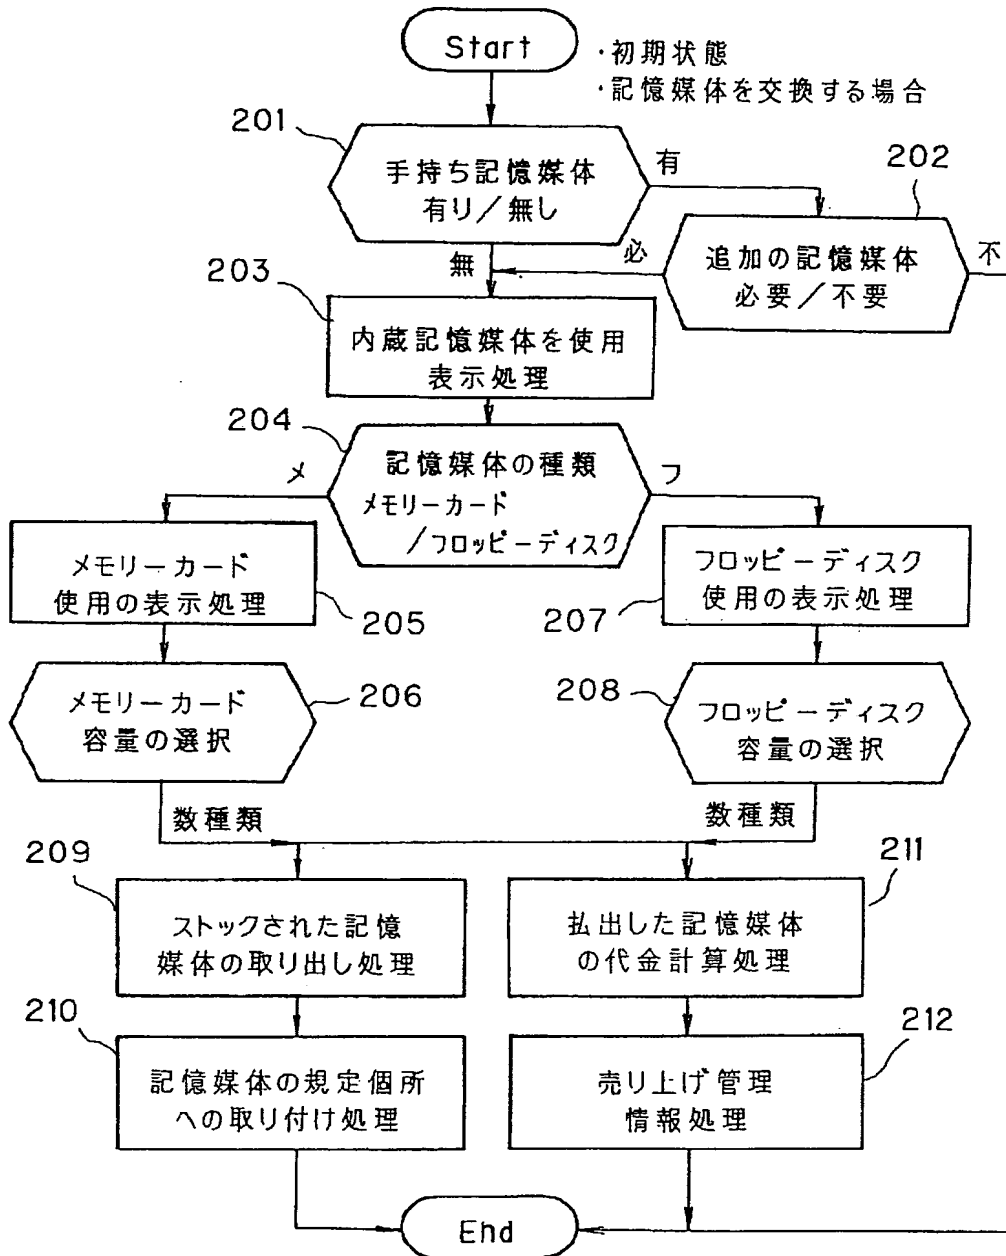 Start
・初期状態
・記憶媒体を交換する場合
201
手持ち記憶媒体
有り／無し
有
無
202
追加の記憶媒体
必要／不要
必
不
203
内蔵記憶媒体を使用
表示処理
204
記憶媒体の種類
メモリーカード
／フロッピーディスク
メ
フ
メモリーカード
使用の表示処理
205
フロッピーディスク
使用の表示処理
207
メモリーカード
容量の選択
206
フロッピーディスク
容量の選択
208
数種類
数種類
209
ストックされた記憶
媒体の取り出し処理
211
払出した記憶媒体
の代金計算処理
210
記憶媒体の規定個所
への取り付け処理
212
売り上げ管理
情報処理
End